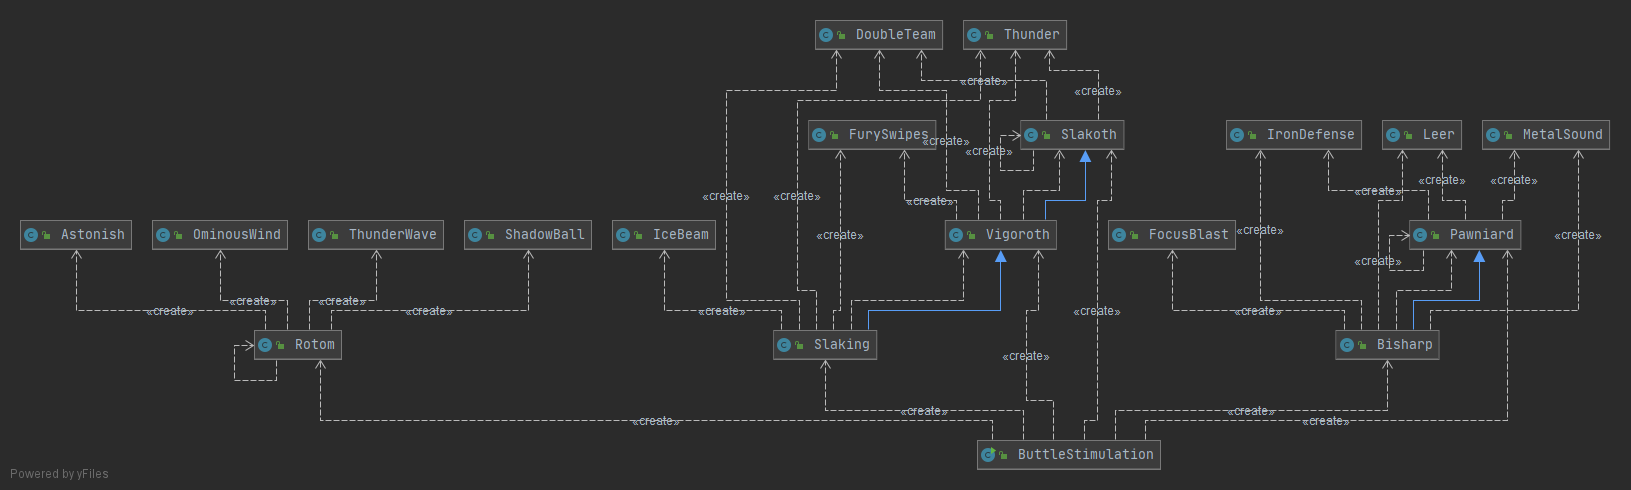 DoubleTeam
Thunder
«create»
«create»
FurySwipes
Slakoth
IronDefense
Leer
MetalSound
«create»
«create»
«create»
«create»
«create»
«create»
«create»
«create»
Astonish
OminousWind
ThunderWave
ShadowBall
IceBeam
«create»
Vigoroth
FocusBlast
«create»
Pawniard
«create»
«create»
«create»
«create»
«create»
«create»
«create»
«create»
«create»
Rotom
Slaking
«create»
Bisharp
«create»
«create»
«create»
«create»
ButtleStimulation
Powered by yFiles